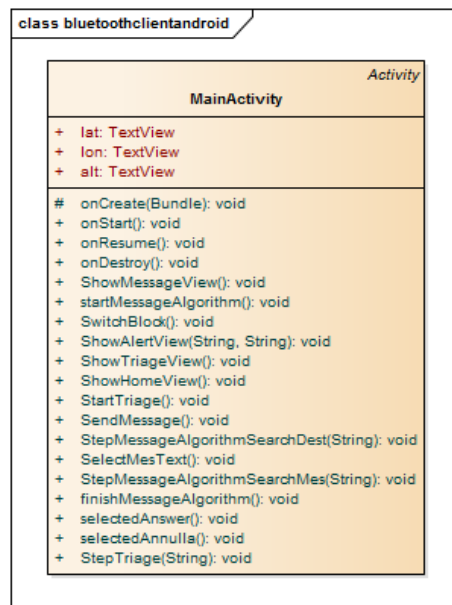 class bluetoothclientandroid
Activity
MainActivity
+ lat: TextView
+ lon: TextView
+ alt: TextView
# onCreate(Bundle): void
+ onStart(): void
+ onResume(): void
+ onDestroy(): void
+ ShowMessageView(): void
+ startMessageAlgorithm(): void
+ SwitchBlock(): void
+ ShowAlertView(String, String): void
+ ShowTriageView(): void
+ ShowHomeView(): void
+ StartTriage(): void
+ SendMessage(): void
+ StepMessageAlgorithmSearchDest(String): void
+ SelectMesText(): void
+ StepMessageAlgorithmSearchMes(String): void
+ finishMessageAlgorithm(): void
+ selectedAnswer(): void
+ selectedAnnulla(): void
+ StepTriage(String): void